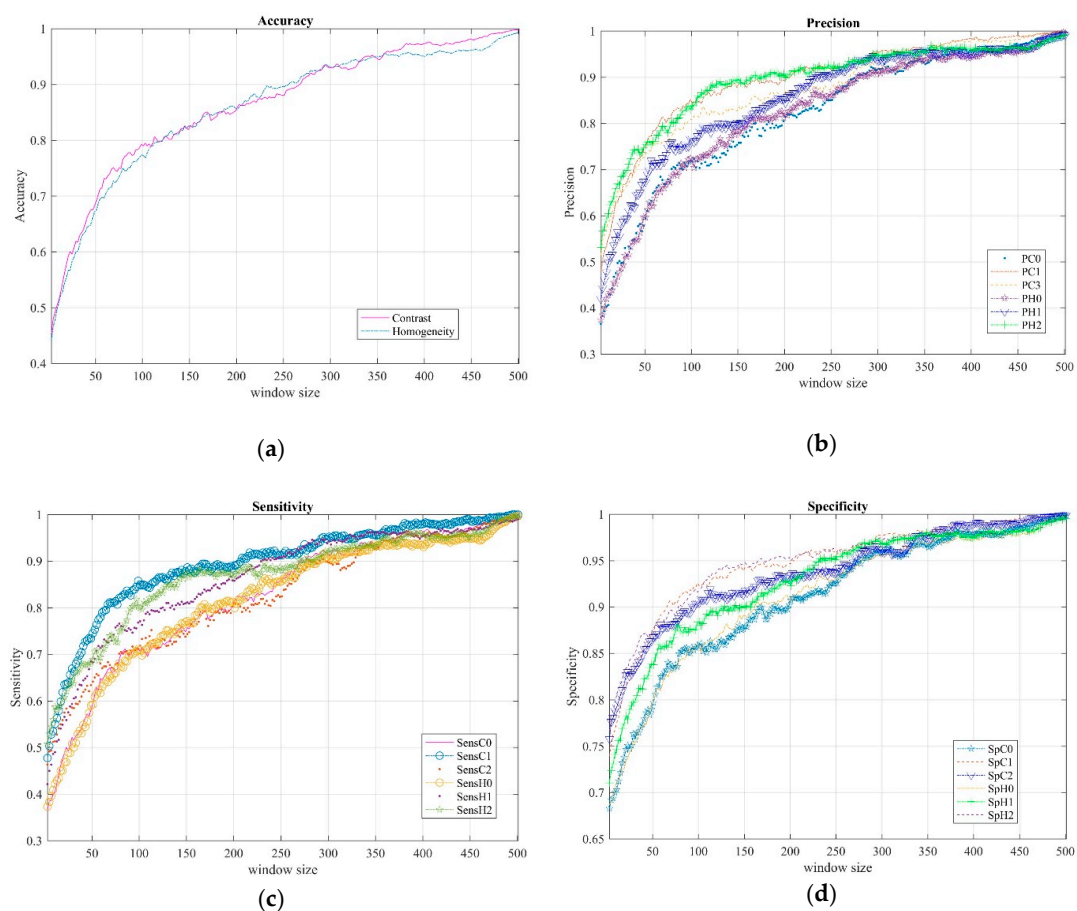 Accuracy
1
0.9
0.8
0.7
0.6
0.5
0.4
Accuracy
50 100 150 200 250 300 350 400 450 500
window size
Contrast
Homogeneity
(a)
Precision
1
0.9
0.8
0.7
0.6
0.5
0.4
0.3
Precision
50 100 150 200 250 300 350 400 450 500
window size
PC0
PC1
PC3
PH0
PH1
PH2
(b)
Sensitivity
1
0.9
0.8
0.7
0.6
0.5
0.4
0.3
Sensitivity
50 100 150 200 250 300 350 400 450 500
window size
SensC0
SensC1
SensC2
SensH0
SensH1
SensH2
(c)
Specificity
1
0.95
0.9
0.85
0.8
0.75
0.7
0.65
Specificity
50 100 150 200 250 300 350 400 450 500
window size
SpC0
SpC1
SpC2
SpH0
SpH1
SpH2
(d)